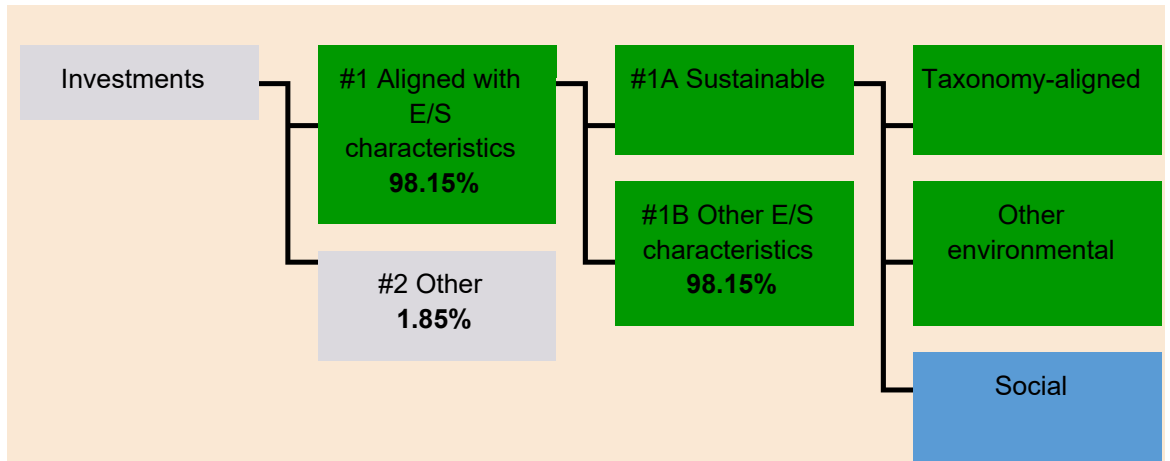 Investments
#1 Aligned with
E/S
characteristics
98.15%
#2 Other
1.85%
#1A Sustainable
#1B Other E/S
characteristics
98.15%
Taxonomy-aligned
Other
environmental
Social